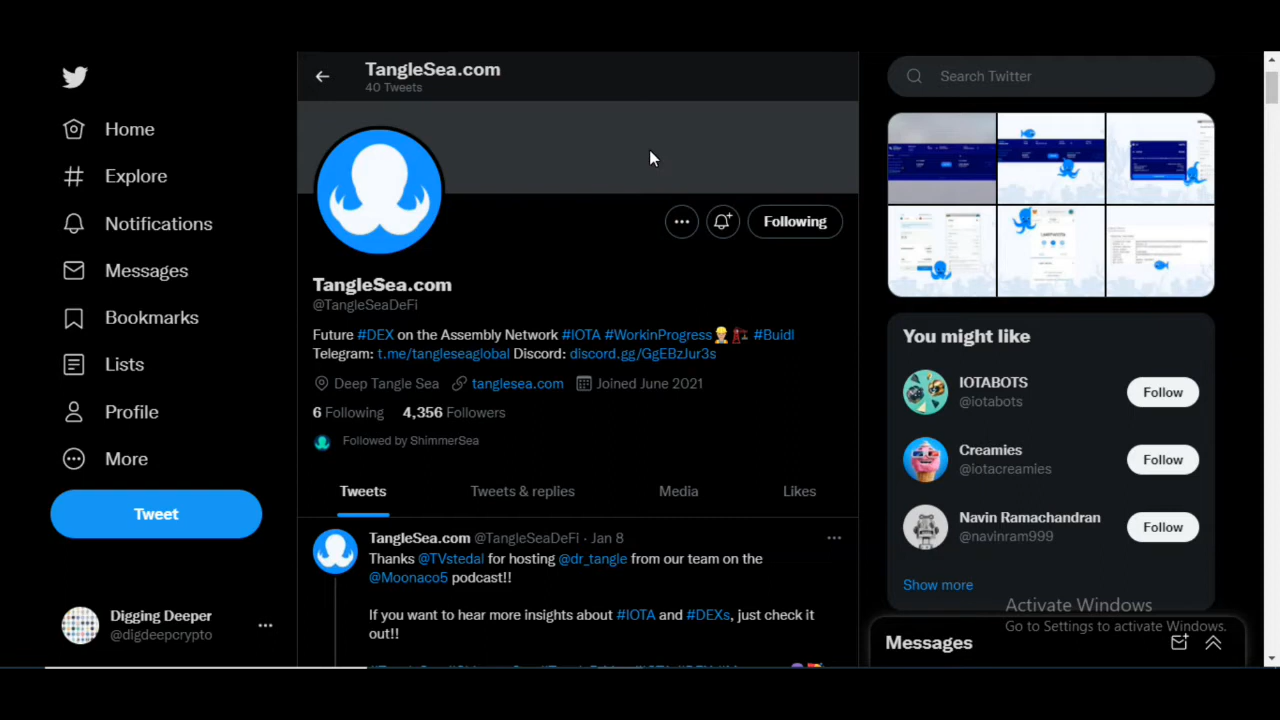 TangleSea.com
40 Tweets
Search Twitter
Home
Explore
Notifications
Messages
Bookmarks
Lists
Profile
More
Tweet
Digging Deeper
@digdeepcrypto
Following
TangleSea.com
@TangleSeaDeFi
Future #DEX on the Assembly Network #IOTA #WorkinProgress👷🏼🏗️ #Buidl
Telegram: t.me/tangleseaglobal Discord: discord.gg/GgEBzJur3s
Deep Tangle Sea tanglesea.com Joined June 2021
6 Following 4,356 Followers
Followed by ShimmerSea
Tweets Tweets & replies Media Likes
TangleSea.com @TangleSeaDeFi · Jan 8
Thanks @TVstedal for hosting @dr_tangle from our team on the
@Moonaco5 podcast!!
If you want to hear more insights about #IOTA and #DEXs, just check it
out!!
You might like
IOTABOTS
@iotabots
Follow
Creamies
@iotacreamies
Follow
Navin Ramachandran
@navinram999
Follow
Show more
Activate Windows
Go to Settings to activate Windows.
Messages